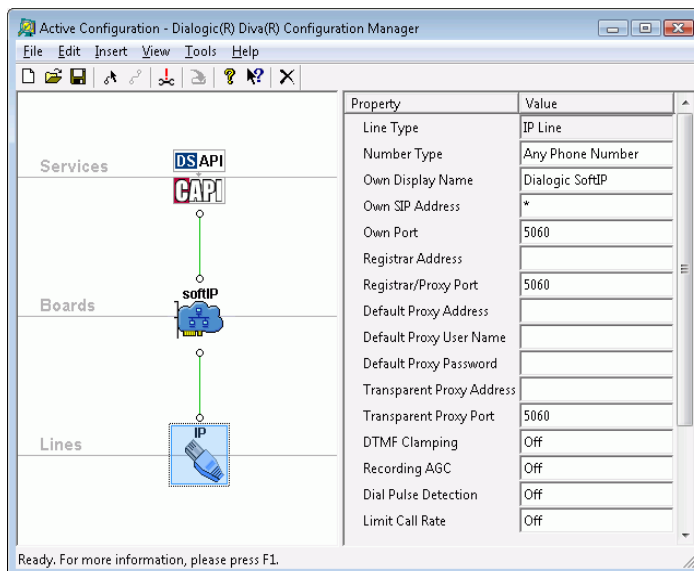 Active Configuration - Dialogic(R) Diva(R) Configuration Manager
File Edit Insert View Tools Help
Services
DS API
CAPI
softIP
Boards
IP
Lines
Property Value
Line Type IP Line
Number Type Any Phone Number
Own Display Name Dialogic SoftIP
Own SIP Address *
Own Port 5060
Registrar Address
Registrar/Proxy Port 5060
Default Proxy Address
Default Proxy User Name
Default Proxy Password
Transparent Proxy Address
Transparent Proxy Port 5060
DTMF Clamping Off
Recording AGC Off
Dial Pulse Detection Off
Limit Call Rate Off
Ready. For more information, please press F1.